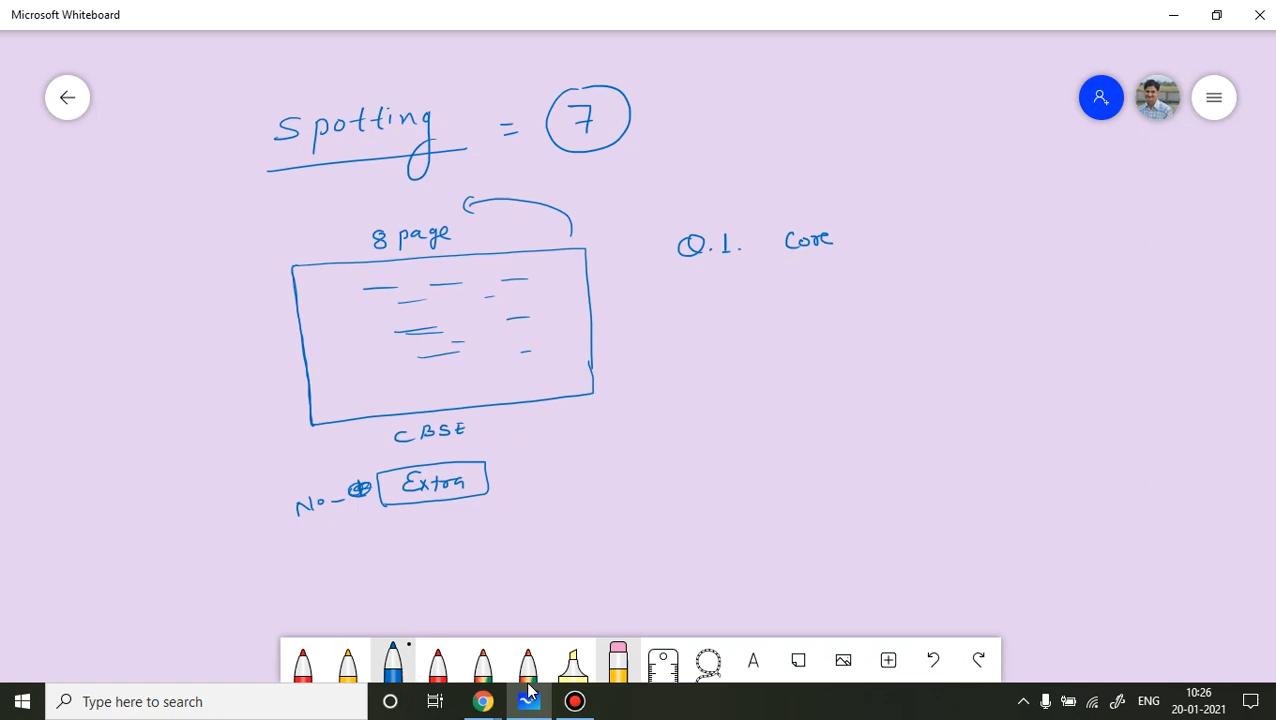 Microsoft Whiteboard
Spotting = 7
8 page
Q.1. Core
CBSE
No - Extra
A
Type here to search
ENG
10:26
20-01-2021